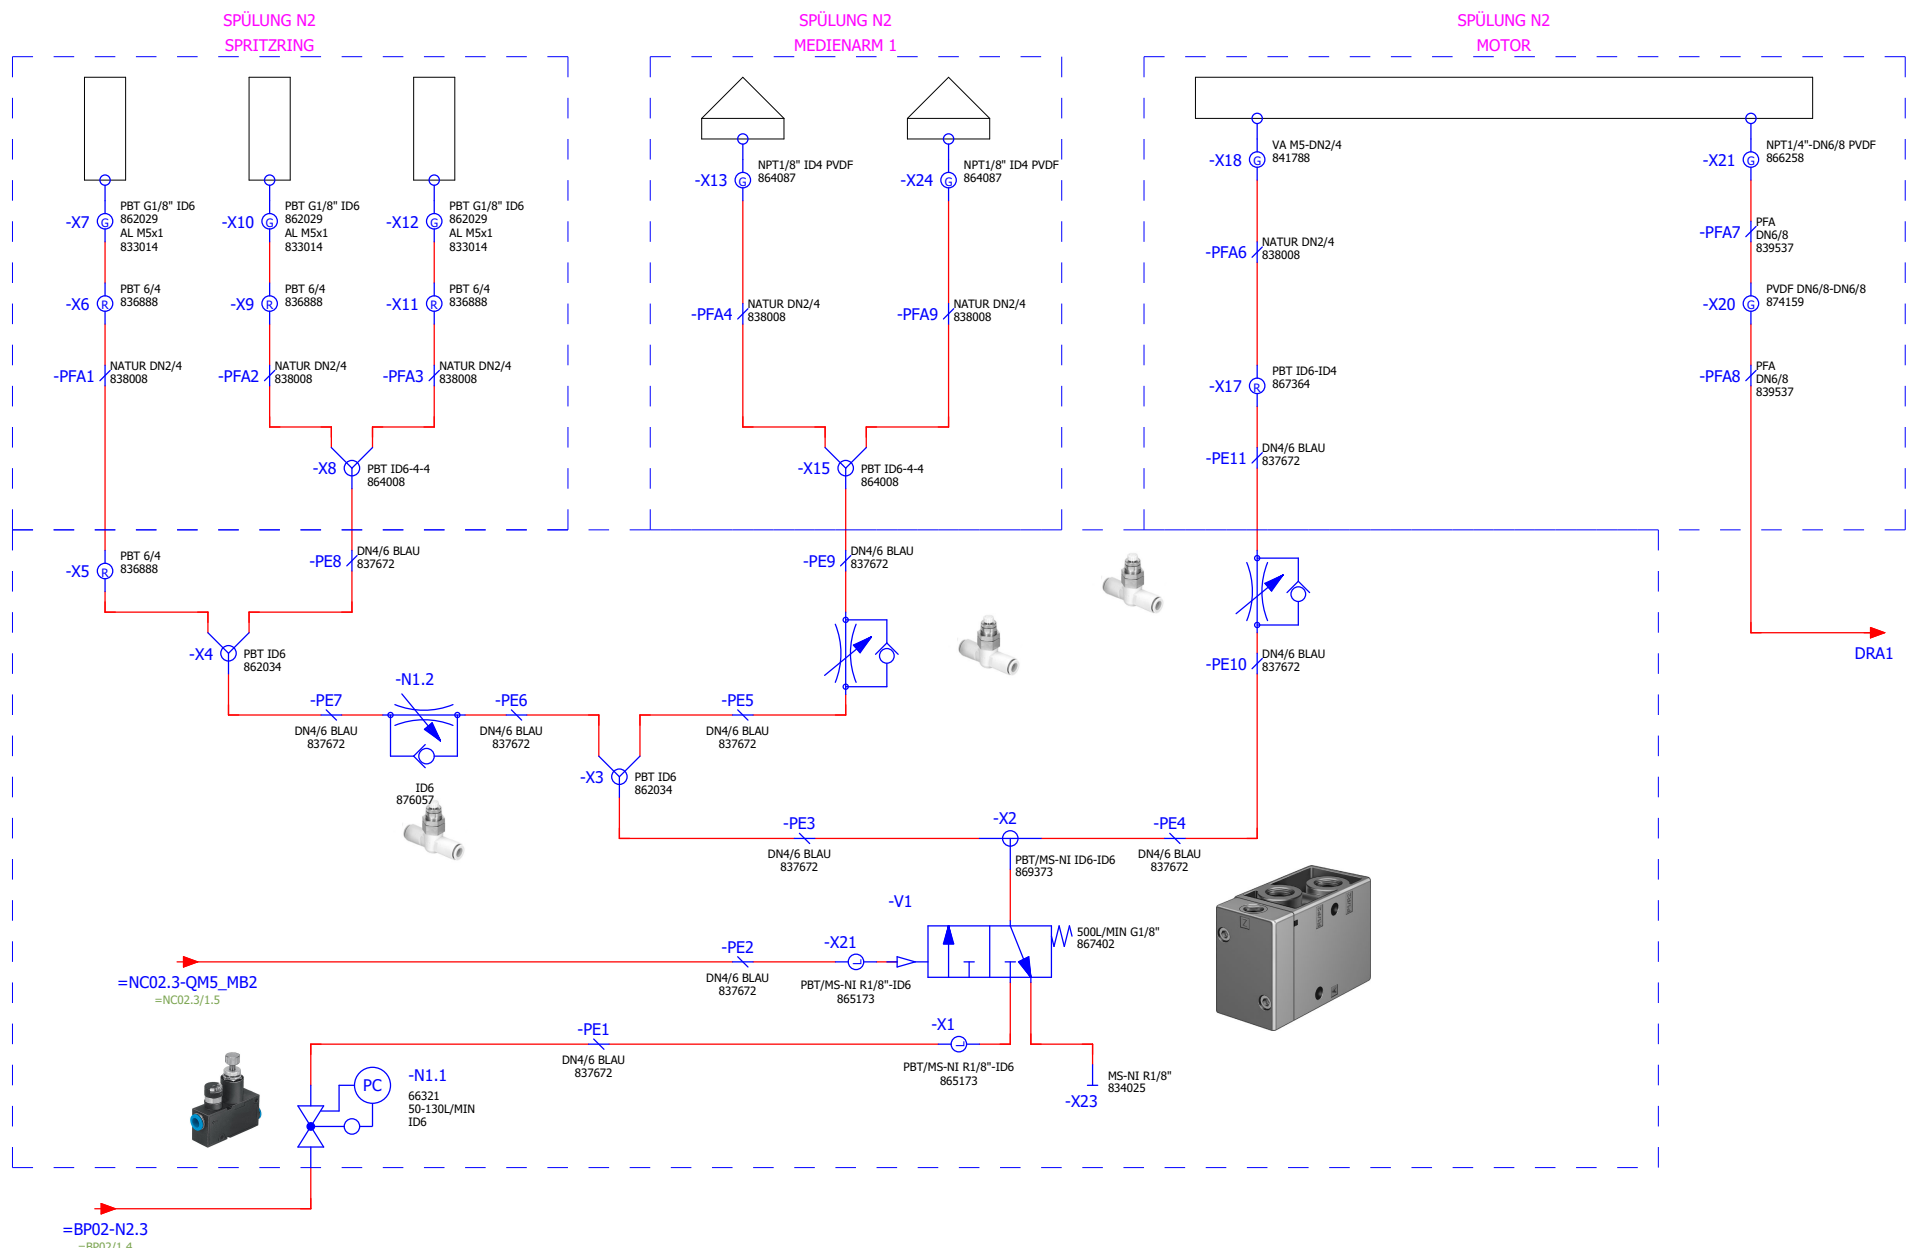 SPÜLUNG N2
SPRITZRING
SPÜLUNG N2
MEDIENARM 1
SPÜLUNG N2
MOTOR
-X7
G
PBT G1/8" ID6
862029
AL M5x1
833014
-X10
G
PBT G1/8" ID6
862029
AL M5x1
833014
-X12
G
PBT G1/8" ID6
862029
AL M5x1
833014
-X13
G
NPT1/8" ID4 PVDF
864087
-X24
G
NPT1/8" ID4 PVDF
864087
-X18
G
VA M5-DN2/4
841788
-X21
G
NPT1/4"-DN6/8 PVDF
866258
-X6
R
PBT 6/4
836888
-X9
R
PBT 6/4
836888
-X11
R
PBT 6/4
836888
-PFA4
NATUR DN2/4
838008
-PFA9
NATUR DN2/4
838008
-PFA6
NATUR DN2/4
838008
-PFA7
PFA
DN6/8
839537
-X20
G
PVDF DN6/8-DN6/8
874159
-PFA1
NATUR DN2/4
838008
-PFA2
NATUR DN2/4
838008
-PFA3
NATUR DN2/4
838008
-X17
R
PBT ID6-ID4
867364
-PFA8
PFA
DN6/8
839537
-X8
PBT ID6-4-4
864008
-X15
PBT ID6-4-4
864008
-PE11
DN4/6 BLAU
837672
-X5
R
PBT 6/4
836888
-PE8
DN4/6 BLAU
837672
-PE9
DN4/6 BLAU
837672
-X4
PBT ID6
862034
-PE10
DN4/6 BLAU
837672
DRA1
-N1.2
-PE7
DN4/6 BLAU
837672
-PE6
DN4/6 BLAU
837672
-PE5
DN4/6 BLAU
837672
ID6
876057
-X3
PBT ID6
862034
-PE3
DN4/6 BLAU
837672
-X2
PBT/MS-NI ID6-ID6
869373
-PE4
DN4/6 BLAU
837672
-V1
500L/MIN G1/8"
867402
-PE2
DN4/6 BLAU
837672
-X21
L
PBT/MS-NI R1/8"-ID6
865173
=NC02.3-QM5_MB2
=NC02.3/1.5
-PE1
DN4/6 BLAU
837672
-X1
L
PBT/MS-NI R1/8"-ID6
865173
MS-NI R1/8"
834025
-X23
PC
-N1.1
66321
50-130L/MIN
ID6
=BP02-N2.3
=BP02/1.4